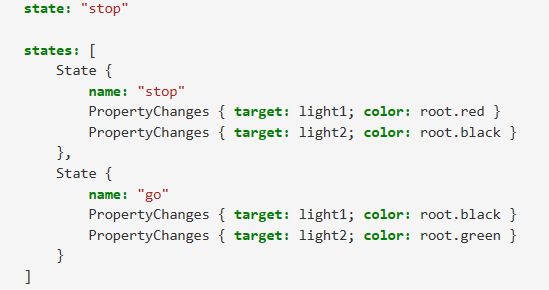 state: "stop"
states: [
State {
name: "stop"
PropertyChanges { target: light1; color: root.red }
PropertyChanges { target: light2; color: root.black }
},
State {
name: "go"
PropertyChanges { target: light1; color: root.black }
PropertyChanges { target: light2; color: root.green }
}
]